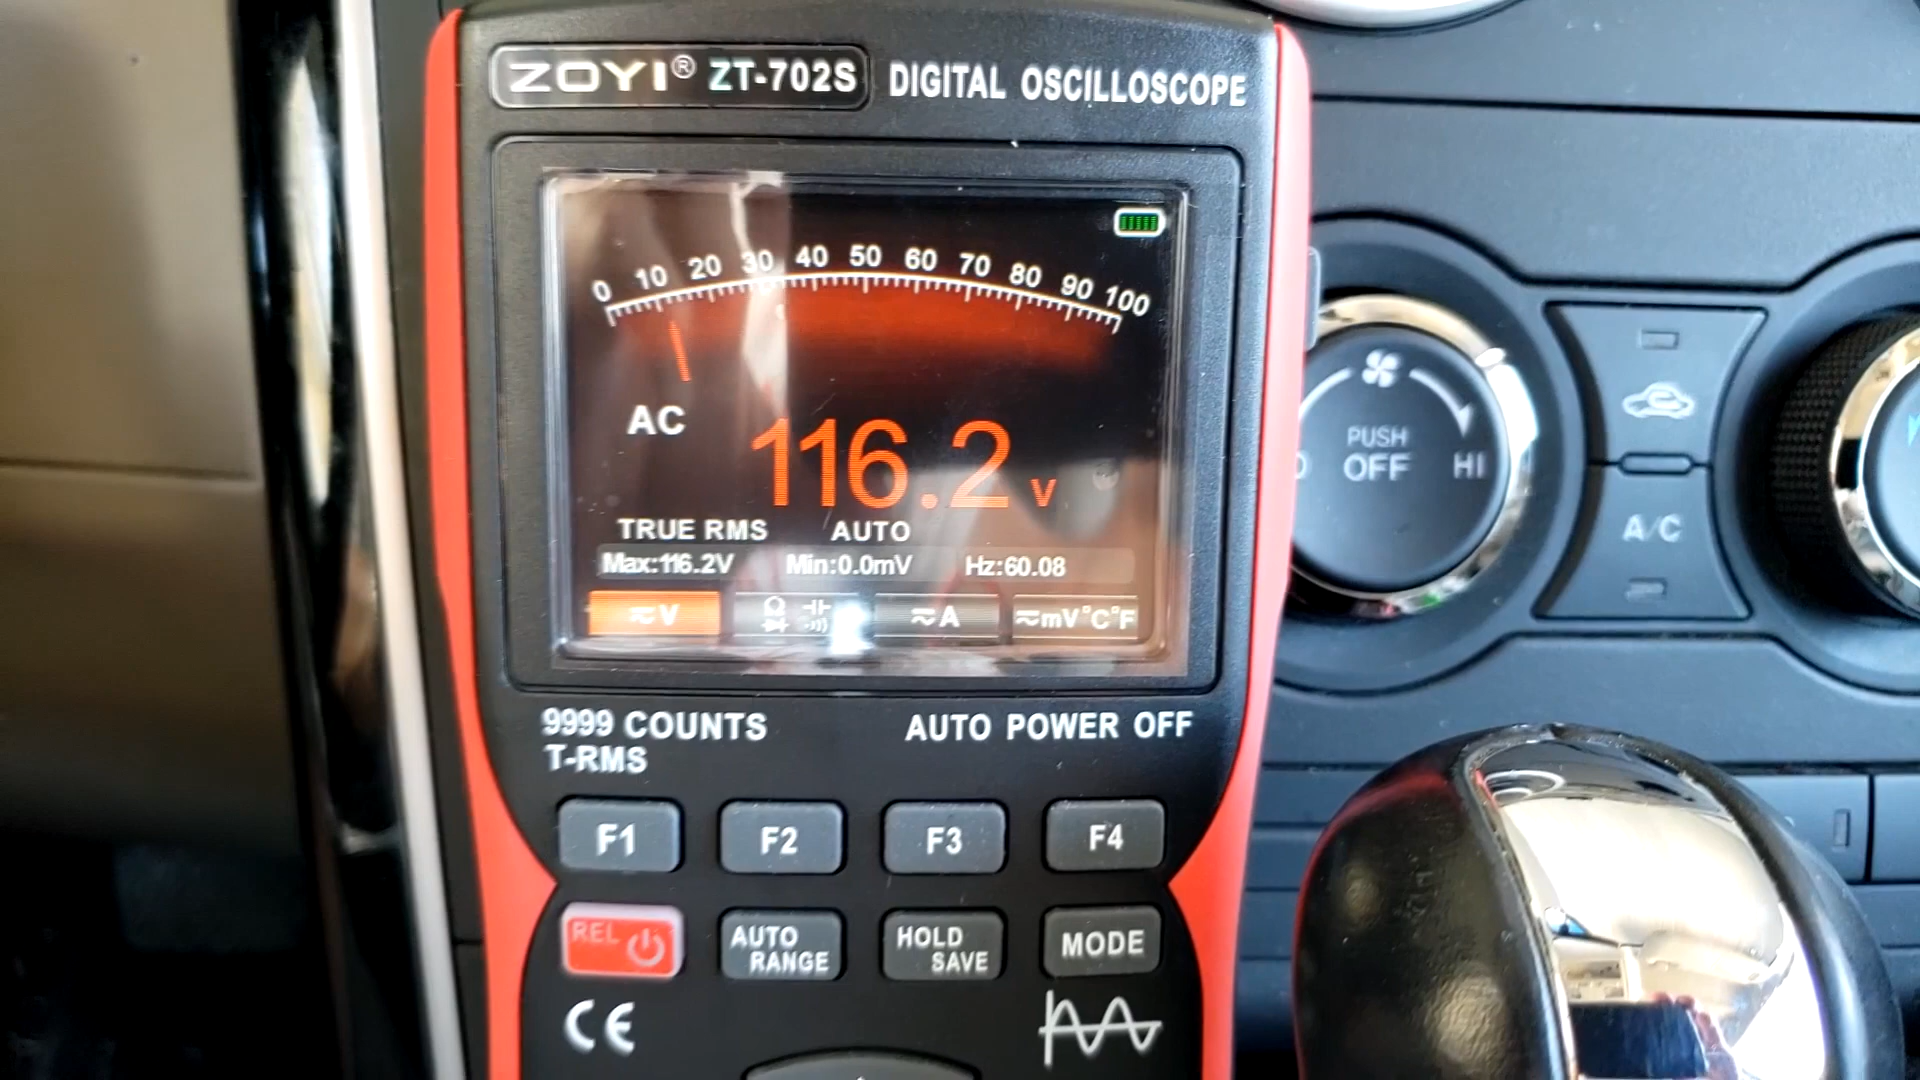 ZOYI® ZT-702S DIGITAL OSCILLOSCOPE
0 10 20 30 40 50 60 70 80 90 100
AC
116.2 V
TRUE RMS AUTO
Max:116.2V Min:0.0mV Hz:60.08
V A mV°C°F
9999 COUNTS AUTO POWER OFF
T-RMS
F1 F2 F3 F4
REL AUTO RANGE HOLD SAVE MODE
CE
PUSH
OFF HI
A/C